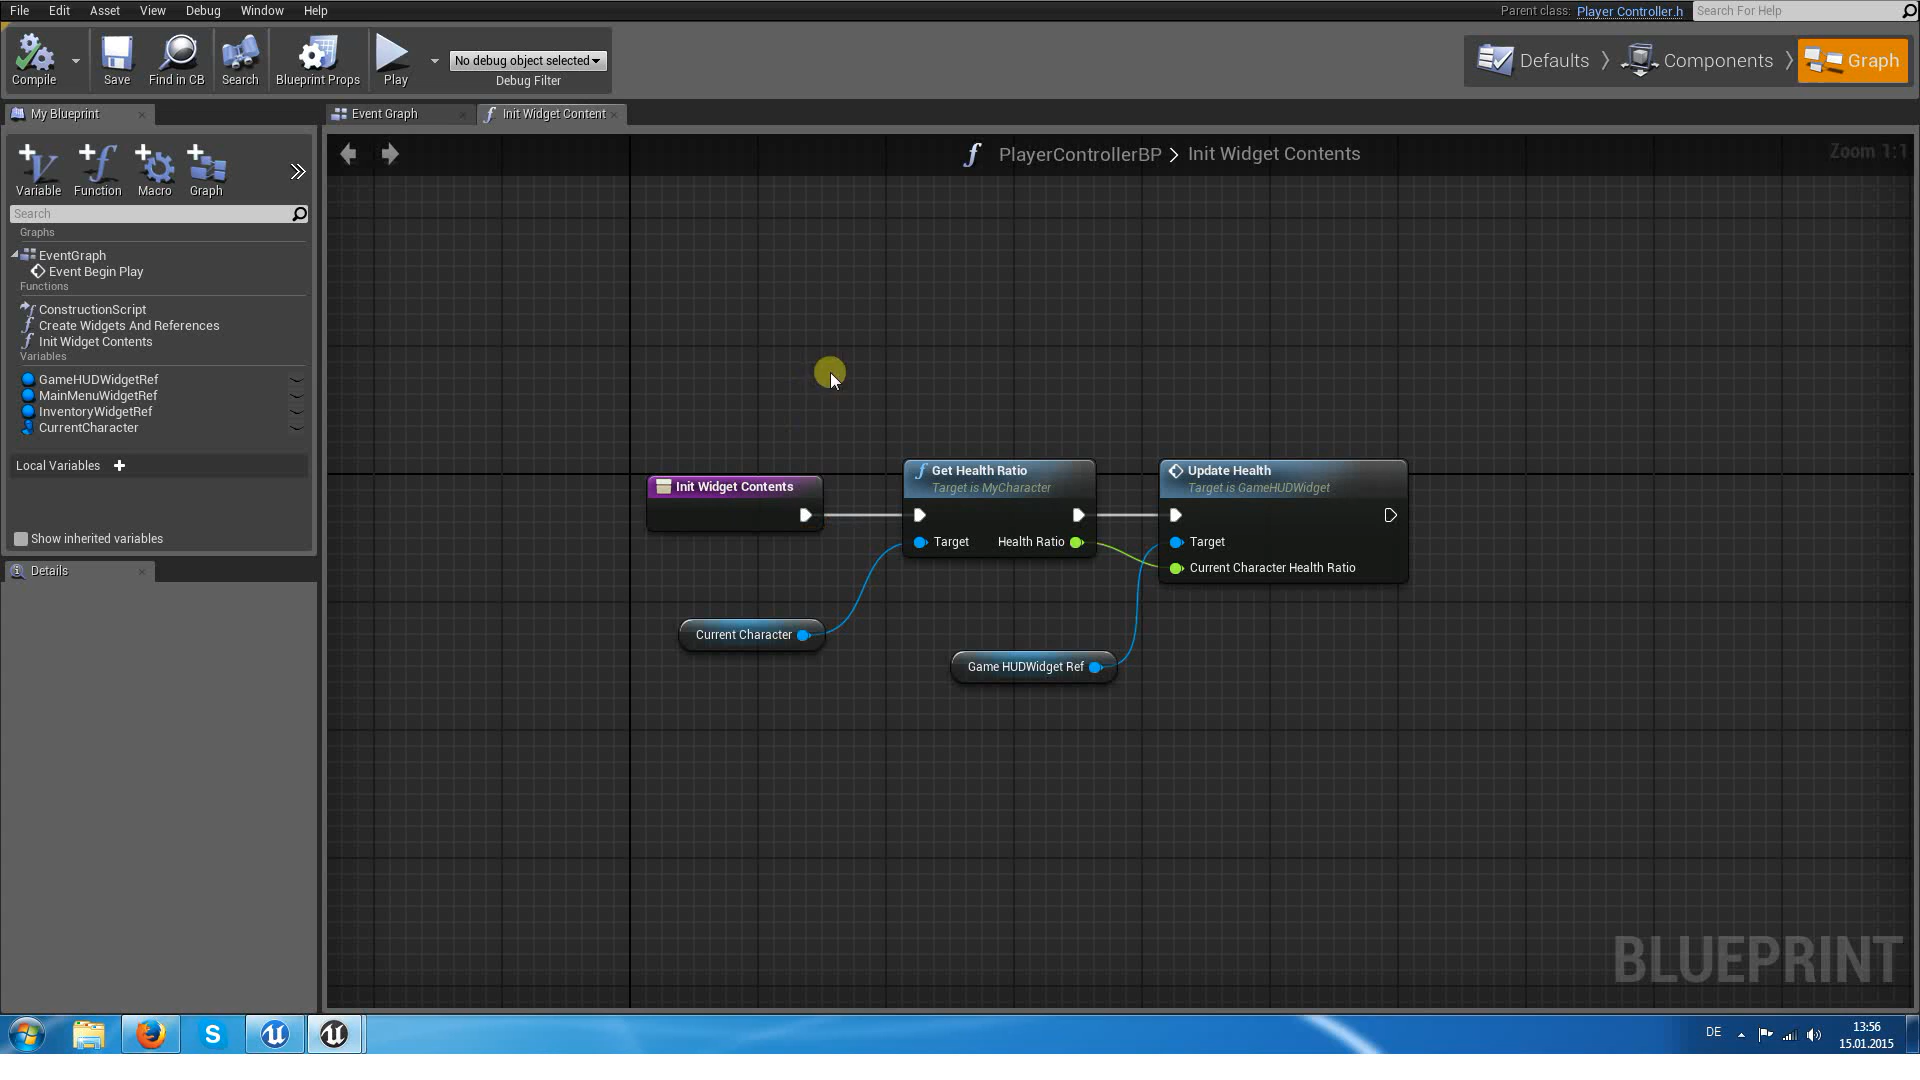 File Edit Asset View Debug Window Help
Parent class: Player Controller.h Search For Help
Compile Save Find in CB Search Blueprint Props Play
No debug object selected
Debug Filter
Defaults Components Graph
My Blueprint
Event Graph Init Widget Content
Variable Function Macro Graph
PlayerControllerBP > Init Widget Contents
Zoom 1:1
Search
Graphs
EventGraph
Event Begin Play
Functions
ConstructionScript
Create Widgets And References
Init Widget Contents
Variables
GameHUDWidgetRef
MainMenuWidgetRef
InventoryWidgetRef
CurrentCharacter
Local Variables
Show inherited variables
Details
Init Widget Contents
Get Health Ratio
Target is MyCharacter
Target Health Ratio
Update Health
Target is GameHUDWidget
Target
Current Character Health Ratio
Current Character
Game HUDWidget Ref
BLUEPRINT
DE
13:56
15.01.2015